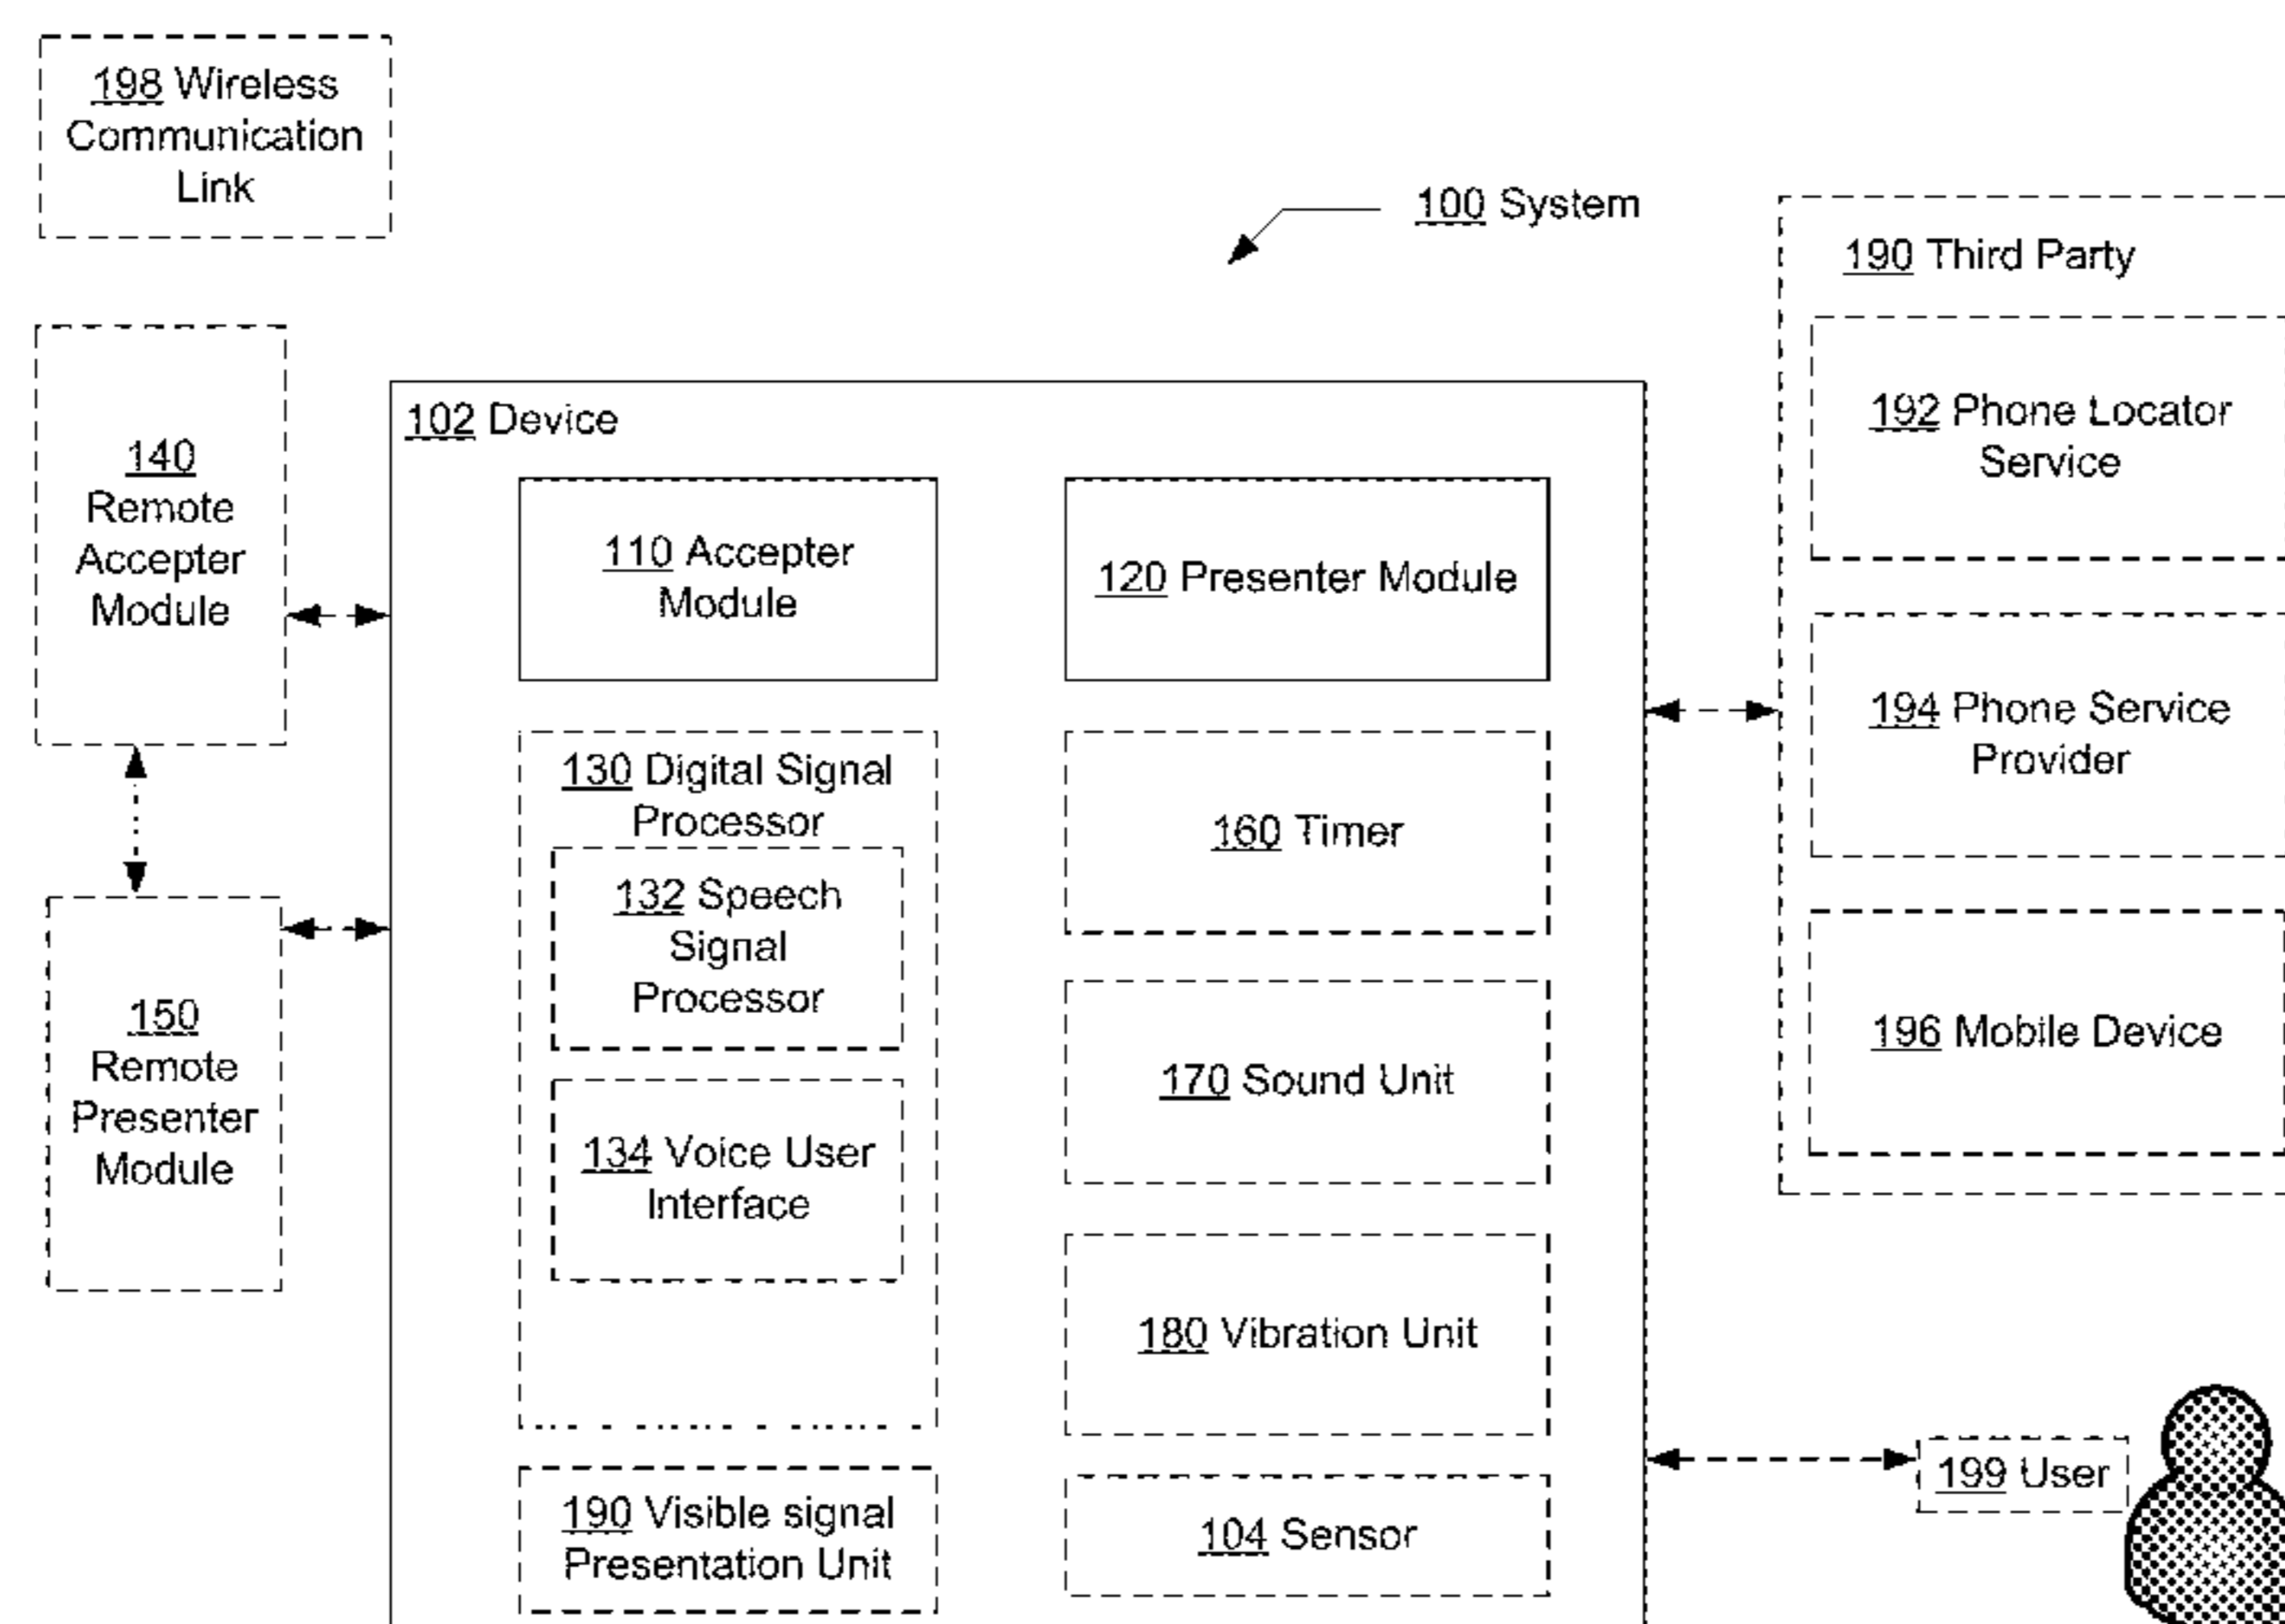 198 Wireless
Communication
Link
100 System
190 Third Party
192 Phone Locator
Service
194 Phone Service
Provider
196 Mobile Device
140
Remote
Accepter
Module
150
Remote
Presenter
Module
102 Device
110 Accepter
Module
120 Presenter Module
130 Digital Signal
Processor
132 Speech
Signal
Processor
134 Voice User
Interface
160 Timer
170 Sound Unit
180 Vibration Unit
190 Visible signal
Presentation Unit
104 Sensor
199 User